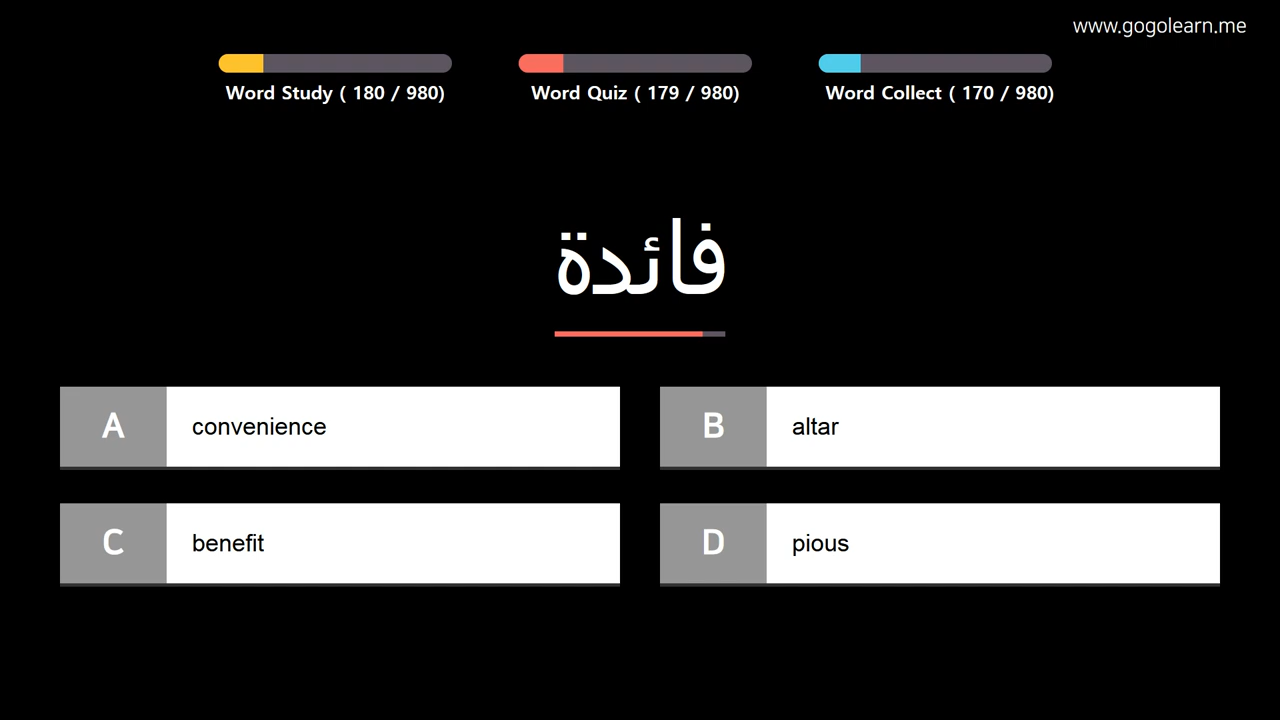 www.gogolearn.me
Word Study ( 180 / 980)
Word Quiz ( 179 / 980)
Word Collect ( 170 / 980)
فائدة
A convenience
B altar
C benefit
D pious